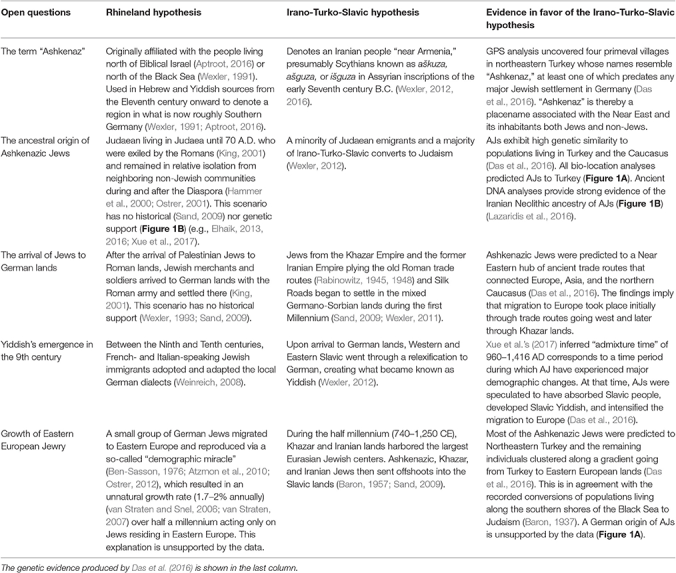 Open questions
Rhineland hypothesis
Irano-Turko-Slavic hypothesis
Evidence in favor of the Irano-Turko-Slavic
hypothesis
The term “Ashkenaz”
Originally affiliated with the people living
north of Biblical Israel (Aptroot, 2016) or
north of the Black Sea (Wexler, 1991).
Used in Hebrew and Yiddish sources from
the Eleventh century onward to denote a
region in what is now roughly Southern
Germany (Wexler, 1991; Aptroot, 2016).
Denotes an Iranian people “near Armenia,”
presumably Scythians known as aškuza,
ašguza, or išguza in Assyrian inscriptions of
the early Seventh century B.C. (Wexler, 2012,
2016).
GPS analysis uncovered four primeval villages
in northeastern Turkey whose names resemble
“Ashkenaz,” at least one of which predates
any major Jewish settlement in Germany (Das
et al., 2016). “Ashkenaz” is thereby a
placename associated with the Near East and
its inhabitants both Jews and non-Jews.
The ancestral origin of
Ashkenazic Jews
Judaean living in Judaea until 70 A.D. who
were exiled by the Romans (King, 2001)
and remained in relative isolation from
neighboring non-Jewish communities
during and after the Diaspora (Hammer
et al., 2000; Ostrer, 2001). This scenario
has no historical (Sand, 2009) nor genetic
support (Figure 1B) (e.g., Elhaik, 2013,
2016; Xue et al., 2017).
A minority of Judaean emigrants and a majority
of Irano-Turko-Slavic converts to Judaism
(Wexler, 2012).
AJs exhibit high genetic similarity to
populations living in Turkey and the Caucasus
(Das et al., 2016). All bio-location analyses
predicted AJs to Turkey (Figure 1A). Ancient
DNA analyses provide strong evidence of the
Iranian Neolithic ancestry of AJs (Figure 1B)
(Lazaridis et al., 2016).
The arrival of Jews to
German lands
After the arrival of Palestinian Jews to
Roman lands, Jewish merchants and
soldiers arrived to German lands with the
Roman army and settled there (King,
2001). This scenario has no historical
support (Wexler, 1993; Sand, 2009).
Jews from the Khazar Empire and the former
Iranian Empire plying the old Roman trade
routes (Rabinowitz, 1945, 1948) and Silk
Roads began to settle in the mixed
Germano-Sorbian lands during the first
Millennium (Sand, 2009; Wexler, 2011).
Ashkenazic Jews were predicted to a Near
Eastern hub of ancient trade routes that
connected Europe, Asia, and the northern
Caucasus (Das et al., 2016). The findings imply
that migration to Europe took place initially
through trade routes going west and later
through Khazar lands.
Yiddish’s emergence in
the 9th century
Between the Ninth and Tenth centuries,
French- and Italian-speaking Jewish
immigrants adopted and adapted the local
German dialects (Weinreich, 2008).
Upon arrival to German lands, Western and
Eastern Slavic went through a relexification to
German, creating what became known as
Yiddish (Wexler, 2012).
Xue et al.’s (2017) inferred “admixture time” of
960–1,416 AD corresponds to a time period
during which AJ have experienced major
demographic changes. At that time, AJs were
speculated to have absorbed Slavic people,
developed Slavic Yiddish, and intensified the
migration to Europe (Das et al., 2016).
Growth of Eastern
European Jewry
A small group of German Jews migrated
to Eastern Europe and reproduced via a
so-called “demographic miracle”
(Ben-Sasson, 1976; Atzmon et al., 2010;
Ostrer, 2012), which resulted in an
unnatural growth rate (1.7–2% annually)
(van Straten and Snel, 2006; van Straten,
2007) over half a millennium acting only on
Jews residing in Eastern Europe. This
explanation is unsupported by the data.
During the half millennium (740–1,250 CE),
Khazar and Iranian lands harbored the largest
Eurasian Jewish centers. Ashkenazic, Khazar,
and Iranian Jews then sent offshoots into the
Slavic lands (Baron, 1957; Sand, 2009).
Most of the Ashkenazic Jews were predicted to
Northeastern Turkey and the remaining
individuals clustered along a gradient going
from Turkey to Eastern European lands (Das
et al., 2016). This is in agreement with the
recorded conversions of populations living
along the southern shores of the Black Sea to
Judaism (Baron, 1937). A German origin of AJs
is unsupported by the data (Figure 1A).
The genetic evidence produced by Das et al. (2016) is shown in the last column.